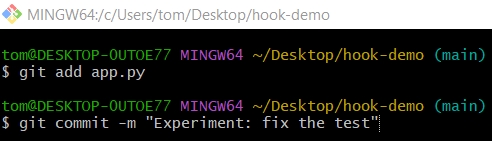 MINGW64:/c/Users/tom/Desktop/hook-demo
tom@DESKTOP-OUTOE77 MINGW64 ~/Desktop/hook-demo (main)
$ git add app.py
tom@DESKTOP-OUTOE77 MINGW64 ~/Desktop/hook-demo (main)
$ git commit -m "Experiment: fix the test"